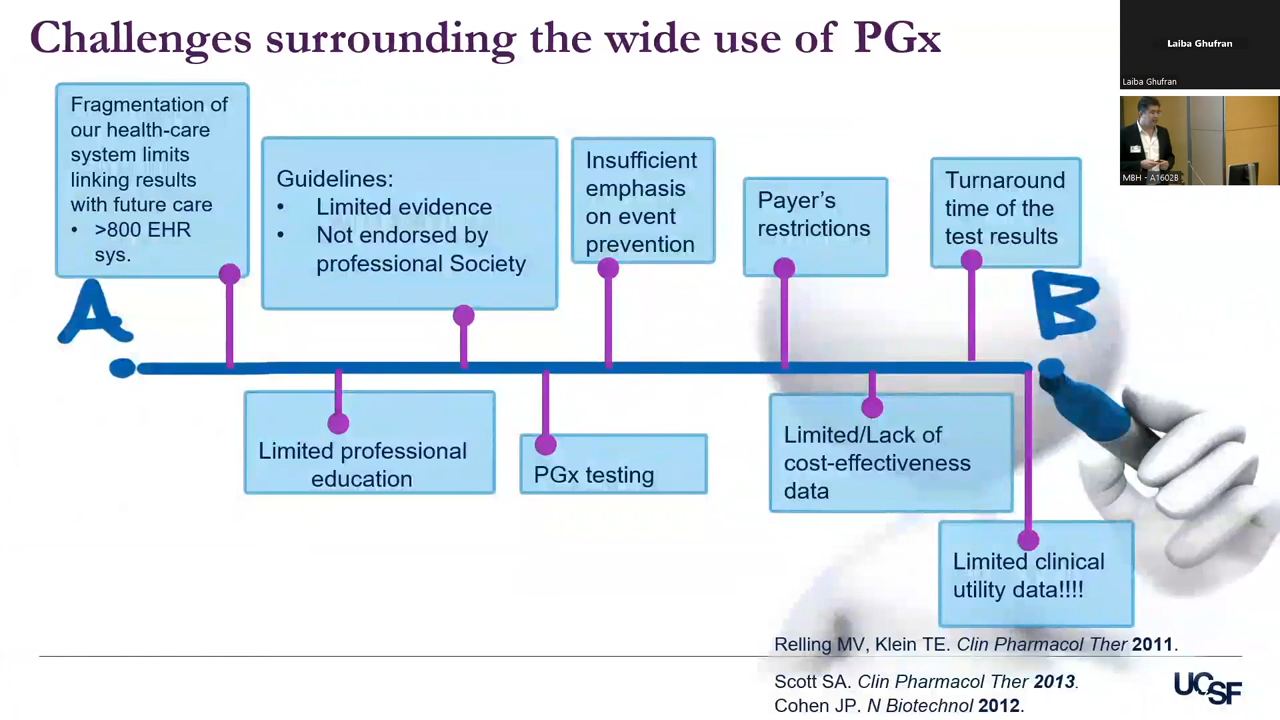 Challenges surrounding the wide use of PGx
Laiba Ghufran
Laiba Ghufran
MBH - A1602B
Fragmentation of
our health-care
system limits
linking results
with future care
• >800 EHR
sys.
Guidelines:
• Limited evidence
• Not endorsed by
professional Society
Insufficient
emphasis
on event
prevention
Payer's
restrictions
Turnaround
time of the
test results
A
B
Limited professional
education
PGx testing
Limited/Lack of
cost-effectiveness
data
Limited clinical
utility data!!!!
Relling MV, Klein TE. Clin Pharmacol Ther 2011.
Scott SA. Clin Pharmacol Ther 2013.
Cohen JP. N Biotechnol 2012.
UCSF